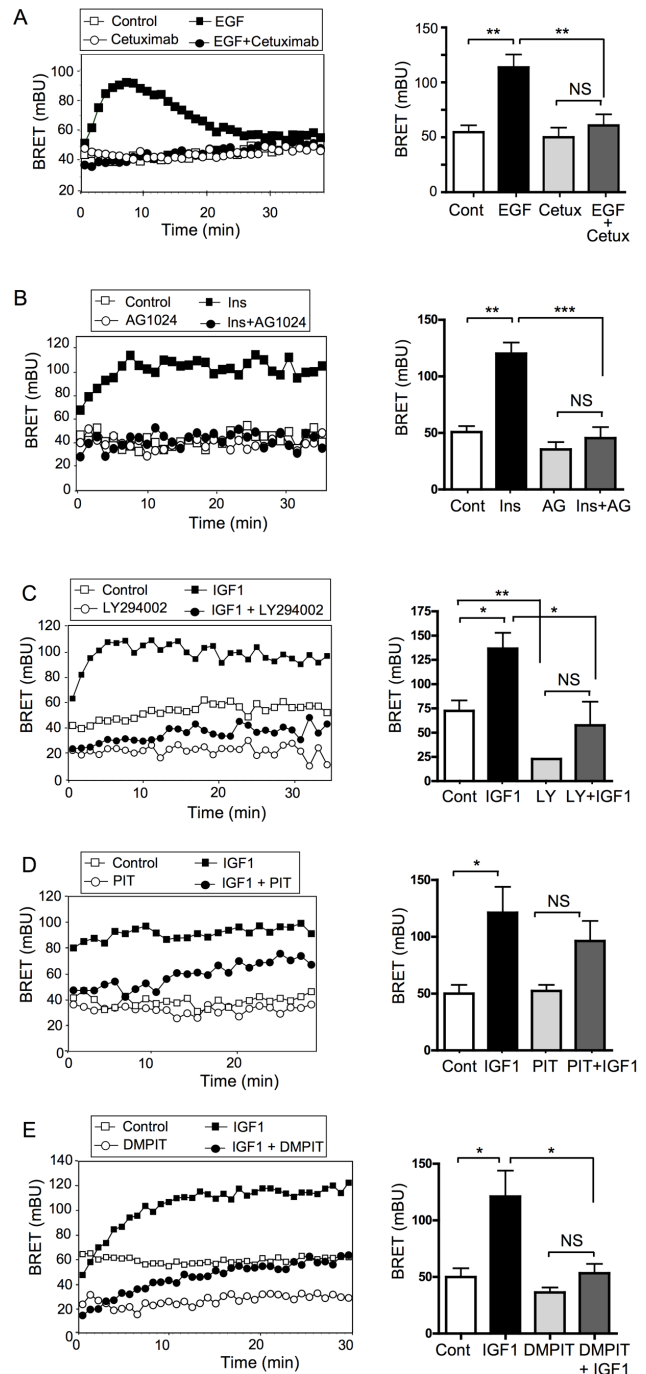 A
Control EGF
Cetuximab EGF+Cetuximab
BRET (mBU)
100
80
60
40
20
0 10 20 30
Time (min)
BRET (mBU)
150
100
50
0
** **
NS
Cont EGF Cetux EGF
+
Cetux
B
Control Ins
AG1024 Ins+AG1024
BRET (mBU)
120
100
80
60
40
20
0
0 10 20 30
Time (min)
BRET (mBU)
150
100
50
0
** ***
NS
Cont Ins AG Ins+AG
C
Control IGF1
LY294002 IGF1 + LY294002
BRET (mBU)
120
100
80
60
40
20
0
0 10 20 30
Time (min)
BRET (mBU)
175
150
125
100
75
50
25
0
**
* *
NS
Cont IGF1 LY LY+IGF1
D
Control IGF1
PIT IGF1 + PIT
BRET (mBU)
120
100
80
60
40
20
0
0 10 20
Time (min)
BRET (mBU)
150
100
50
0
*
NS
Cont IGF1 PIT PIT+IGF1
E
Control IGF1
DMPIT IGF1 + DMPIT
BRET (mBU)
140
120
100
80
60
40
20
0
0 10 20 30
Time (min)
BRET (mBU)
150
100
50
0
* *
NS
Cont IGF1 DMPIT DMPIT
+ IGF1